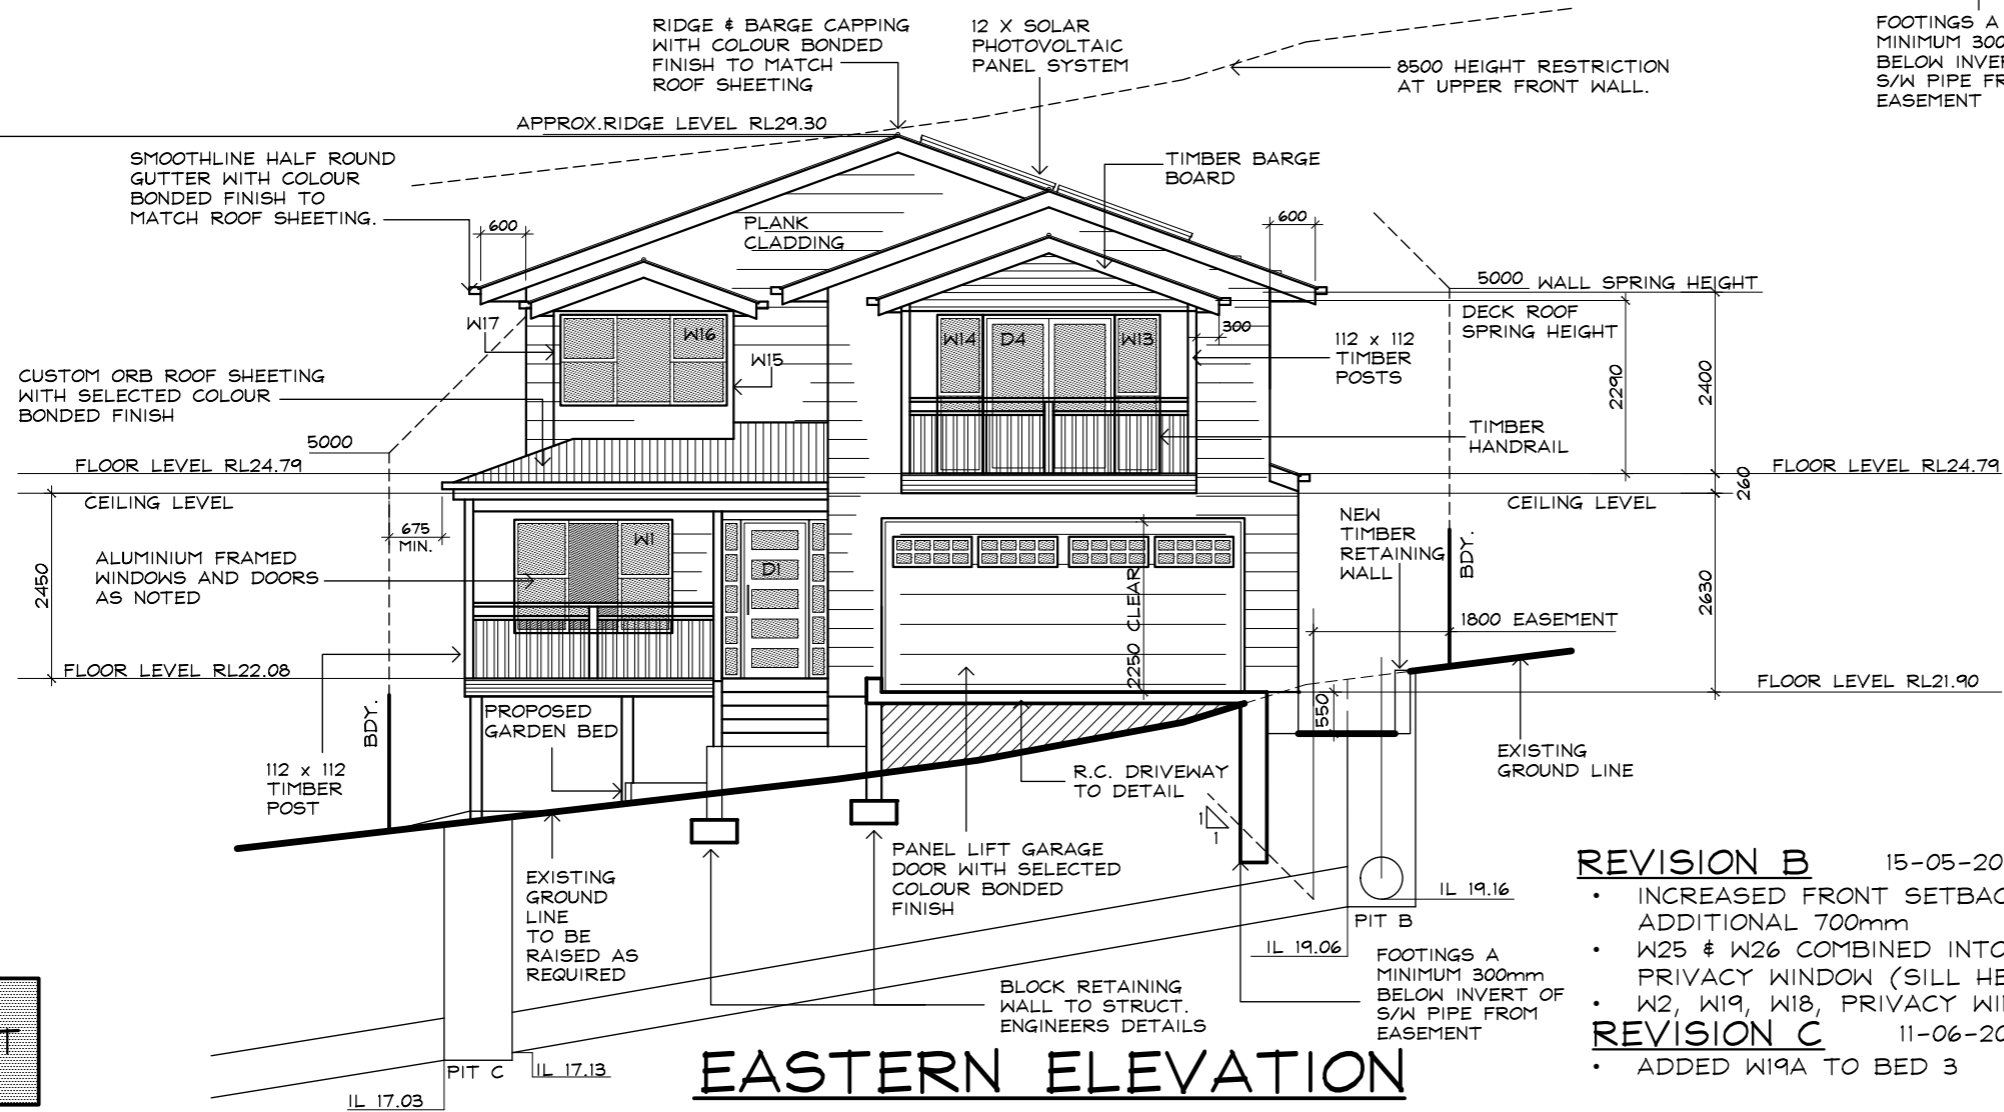 RIDGE & BARGE CAPPING
WITH COLOUR BONDED
FINISH TO MATCH
ROOF SHEETING
12 X SOLAR
PHOTOVOLTAIC
PANEL SYSTEM
8500 HEIGHT RESTRICTION
AT UPPER FRONT WALL.
FOOTINGS A
MINIMUM 300
BELOW INVER
S/W PIPE FR
EASEMENT
APPROX.RIDGE LEVEL RL29.30
SMOOTHLINE HALF ROUND
GUTTER WITH COLOUR
BONDED FINISH TO
MATCH ROOF SHEETING.
TIMBER BARGE
BOARD
600
PLANK
CLADDING
600
5000 WALL SPRING HEIGHT
DECK ROOF
SPRING HEIGHT
W17
W16
W15
W14
D4
W13
300
112 x 112
TIMBER
POSTS
2290
2400
CUSTOM ORB ROOF SHEETING
WITH SELECTED COLOUR
BONDED FINISH
5000
TIMBER
HANDRAIL
FLOOR LEVEL RL24.79
FLOOR LEVEL RL24.79
260
CEILING LEVEL
CEILING LEVEL
675
MIN.
NEW
TIMBER
RETAINING
WALL
BDY.
ALUMINIUM FRAMED
WINDOWS AND DOORS
AS NOTED
W1
D1
2450
2250 CLEAR
2630
1800 EASEMENT
FLOOR LEVEL RL22.08
FLOOR LEVEL RL21.90
BDY.
PROPOSED
GARDEN BED
550
112 x 112
TIMBER
POST
EXISTING
GROUND LINE
R.C. DRIVEWAY
TO DETAIL
1
1
EXISTING
GROUND
LINE
TO BE
RAISED AS
REQUIRED
PANEL LIFT GARAGE
DOOR WITH SELECTED
COLOUR BONDED
FINISH
IL 19.16
PIT B
IL 19.06
BLOCK RETAINING
WALL TO STRUCT.
ENGINEERS DETAILS
FOOTINGS A
MINIMUM 300mm
BELOW INVERT OF
S/W PIPE FROM
EASEMENT
PIT C
IL 17.13
IL 17.03
T
EASTERN ELEVATION
REVISION B 15-05-20
• INCREASED FRONT SETBAC
ADDITIONAL 700mm
• W25 & W26 COMBINED INTO
PRIVACY WINDOW (SILL HE
• W2, W19, W18, PRIVACY WI
REVISION C 11-06-20
• ADDED W19A TO BED 3